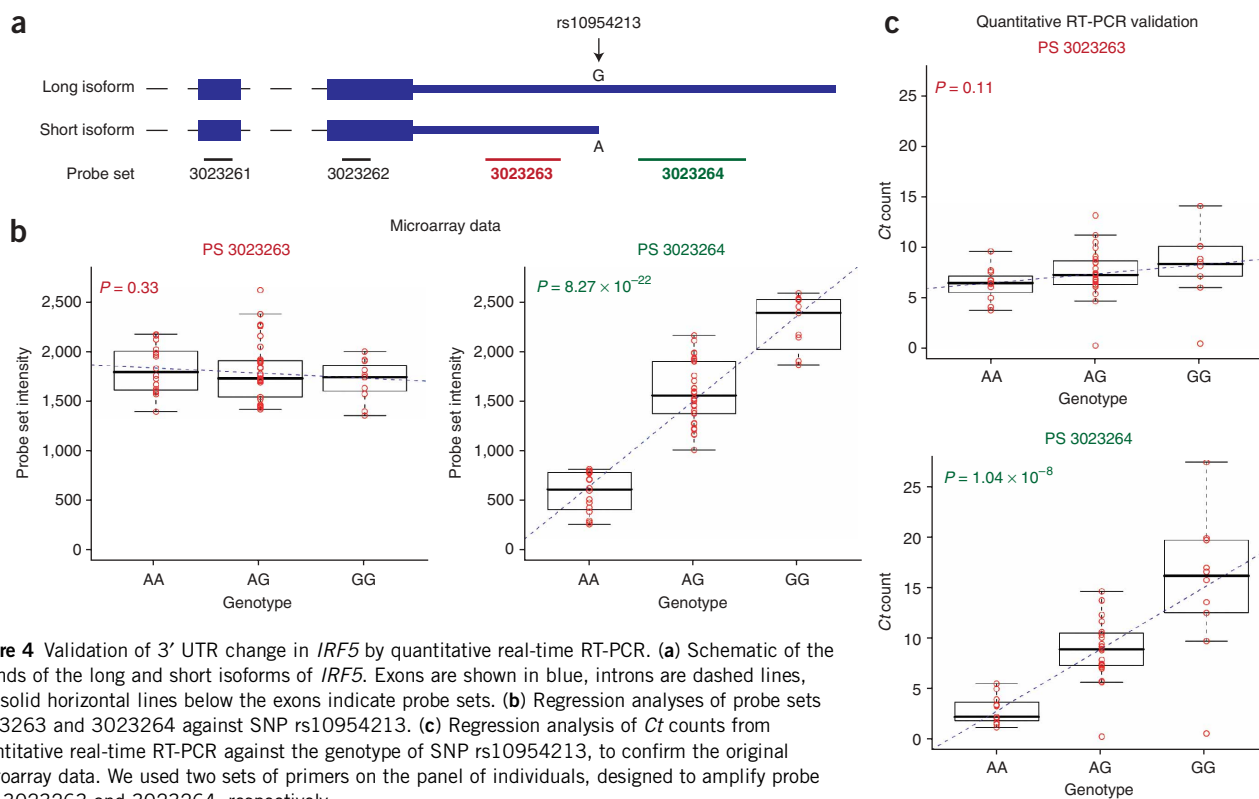 a
rs10954213
G
Long isoform
Short isoform
A
Probe set
3023261
3023262
3023263
3023264
b
Microarray data
PS 3023263
P = 0.33
2,500
2,000
1,500
1,000
500
0
Probe set intensity
AA
AG
GG
Genotype
PS 3023264
P = 8.27 × 10−22
2,500
2,000
1,500
1,000
500
0
Probe set intensity
AA
AG
GG
Genotype
c
Quantitative RT-PCR validation
PS 3023263
P = 0.11
25
20
15
10
5
0
Ct count
AA
AG
GG
Genotype
PS 3023264
P = 1.04 × 10−8
25
20
15
10
5
0
Ct count
AA
AG
GG
Genotype
re 4 Validation of 3′ UTR change in IRF5 by quantitative real-time RT-PCR. (a) Schematic of the
nds of the long and short isoforms of IRF5. Exons are shown in blue, introns are dashed lines,
solid horizontal lines below the exons indicate probe sets. (b) Regression analyses of probe sets
3263 and 3023264 against SNP rs10954213. (c) Regression analysis of Ct counts from
ntitative real-time RT-PCR against the genotype of SNP rs10954213, to confirm the original
roarray data. We used two sets of primers on the panel of individuals, designed to amplify probe
3023263 and 3023264, respectively.